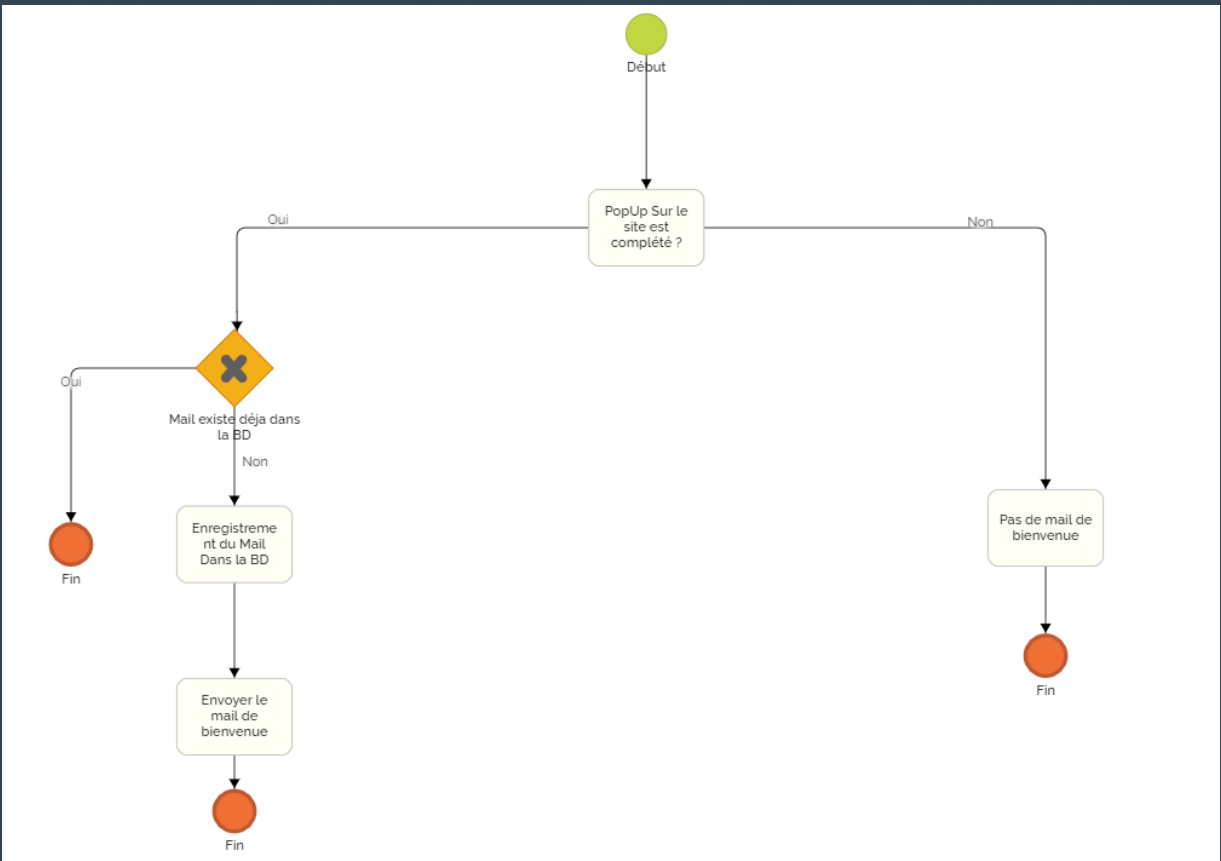 Début
PopUp Sur le
site est
complété ?
Oui
Non
Oui
Mail existe déja dans
la BD
Non
Enregistreme
nt du Mail
Dans la BD
Pas de mail de
bienvenue
Fin
Envoyer le
mail de
bienvenue
Fin
Fin